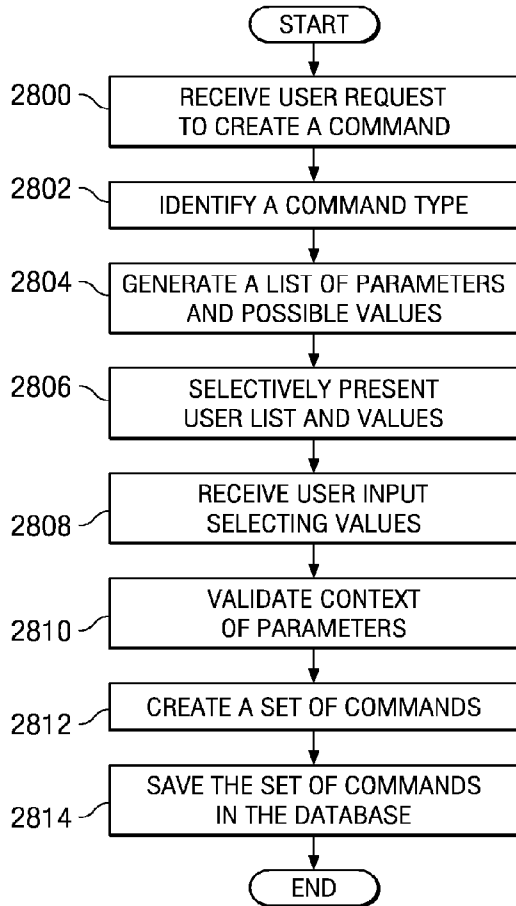 START
2800
RECEIVE USER REQUEST
TO CREATE A COMMAND
2802
IDENTIFY A COMMAND TYPE
2804
GENERATE A LIST OF PARAMETERS
AND POSSIBLE VALUES
2806
SELECTIVELY PRESENT
USER LIST AND VALUES
2808
RECEIVE USER INPUT
SELECTING VALUES
2810
VALIDATE CONTEXT
OF PARAMETERS
2812
CREATE A SET OF COMMANDS
2814
SAVE THE SET OF COMMANDS
IN THE DATABASE
END